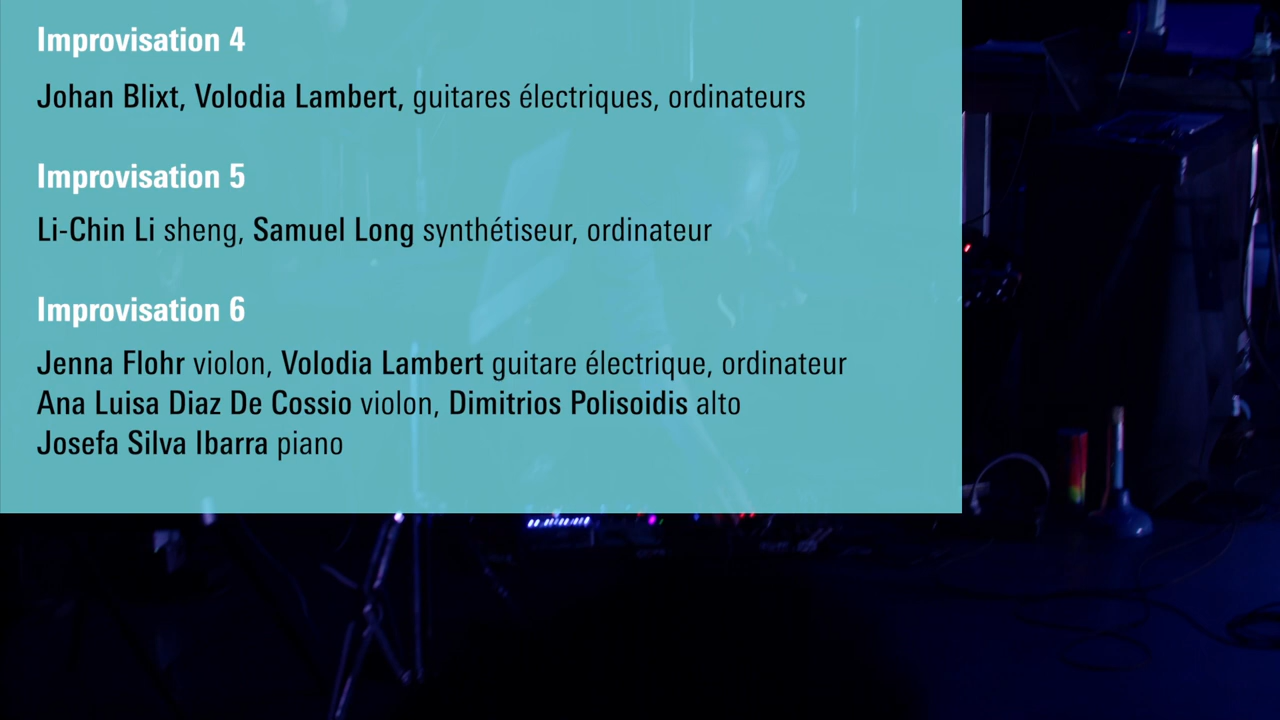 Improvisation 4
Johan Blixt, Volodia Lambert, guitares électriques, ordinateurs
Improvisation 5
Li-Chin Li sheng, Samuel Long synthétiseur, ordinateur
Improvisation 6
Jenna Flohr violon, Volodia Lambert guitare électrique, ordinateur
Ana Luisa Diaz De Cossio violon, Dimitrios Polisoidis alto
Josefa Silva Ibarra piano